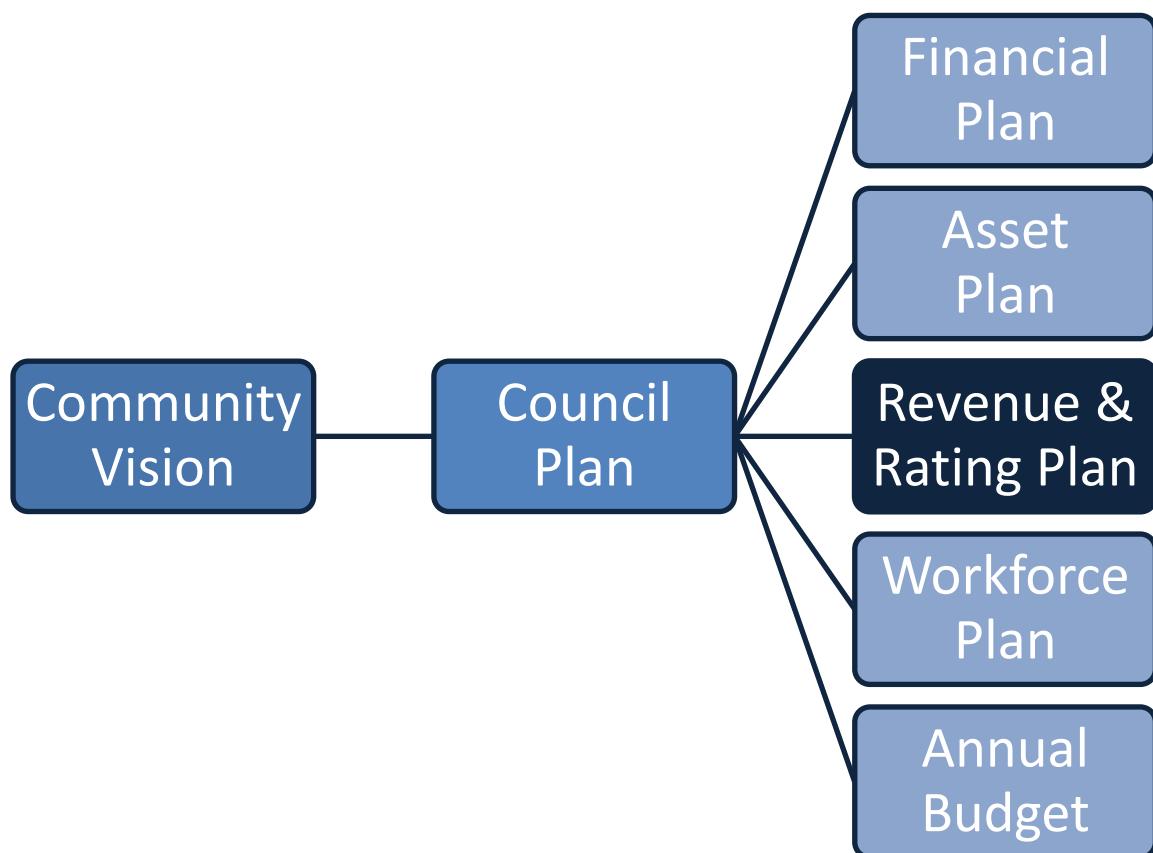 Community
Vision
Council
Plan
Financial
Plan
Asset
Plan
Revenue &
Rating Plan
Workforce
Plan
Annual
Budget